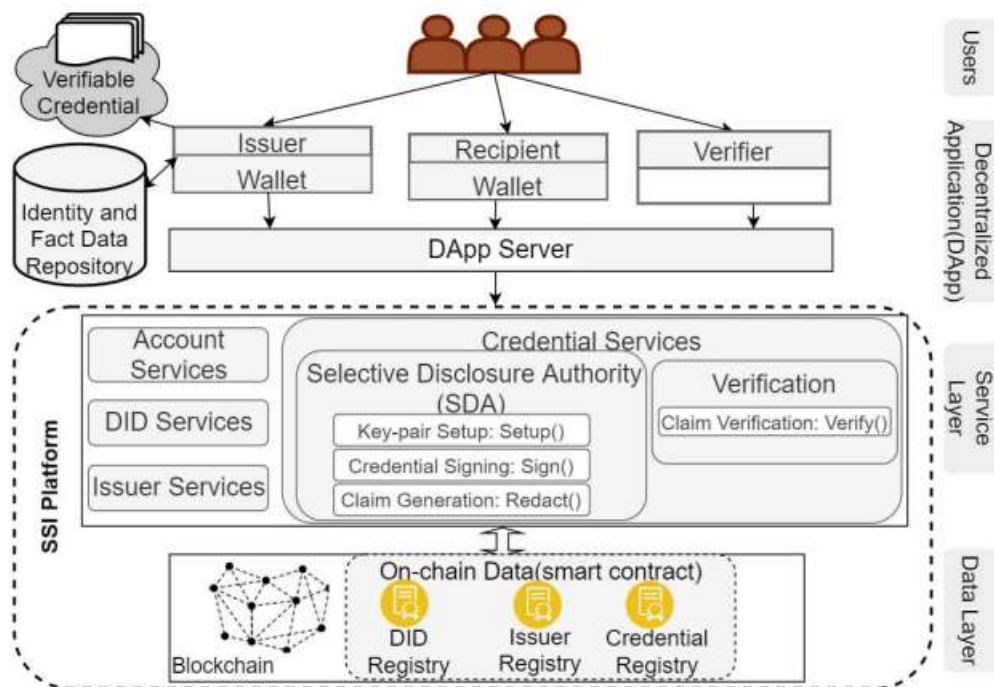 Verifiable
Credential
Users
Issuer
Wallet
Recipient
Wallet
Verifier
Identity and
Fact Data
Repository
DApp Server
Decentralized
Application(DApp)
SSI Platform
Account
Services
DID Services
Issuer Services
Credential Services
Selective Disclosure Authority
(SDA)
Key-pair Setup: Setup()
Credential Signing: Sign()
Claim Generation: Redact()
Verification
Claim Verification: Verify()
Service
Layer
Blockchain
On-chain Data(smart contract)
DID
Registry
Issuer
Registry
Credential
Registry
Data Layer